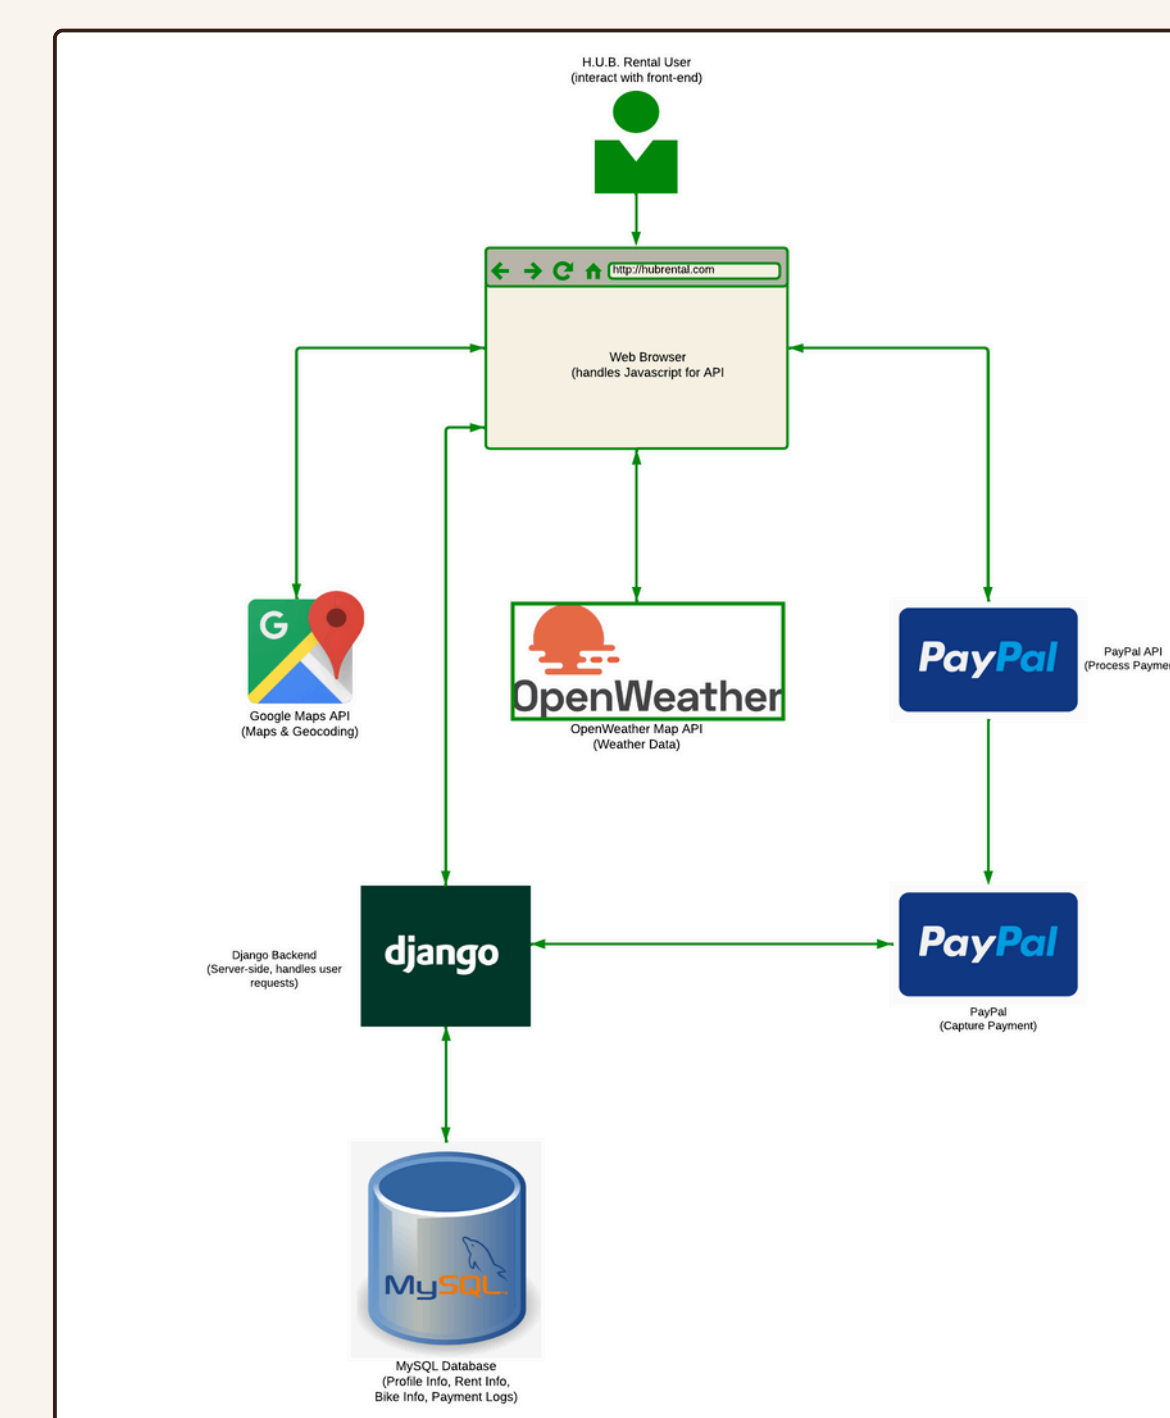 H.U.B. Rental User
(interact with front-end)
http://hubrental.com
Web Browser
(handles Javascript for API
G
Google Maps API
(Maps & Geocoding)
OpenWeather
OpenWeather Map API
(Weather Data)
PayPal
PayPal API
(Process Paymen
django
Django Backend
(Server-side, handles user
requests)
PayPal
PayPal
(Capture Payment)
MySQL
MySQL Database
(Profile Info, Rent Info,
Bike Info, Payment Logs)